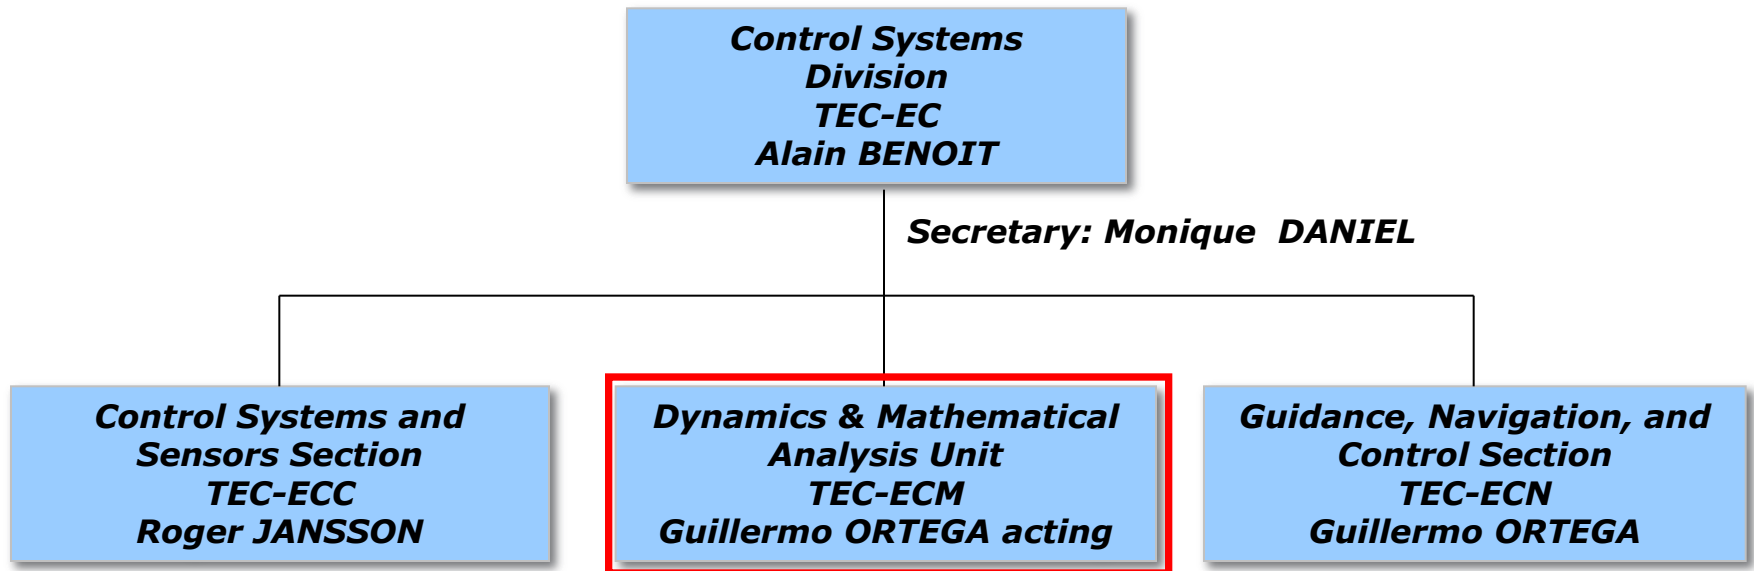 Control Systems
Division
TEC-EC
Alain BENOIT
Secretary: Monique  DANIEL
Control Systems and
Sensors Section
TEC-ECC
Roger JANSSON
Dynamics & Mathematical
Analysis Unit
TEC-ECM
Guillermo ORTEGA acting
Guidance, Navigation, and
Control Section
TEC-ECN
Guillermo ORTEGA